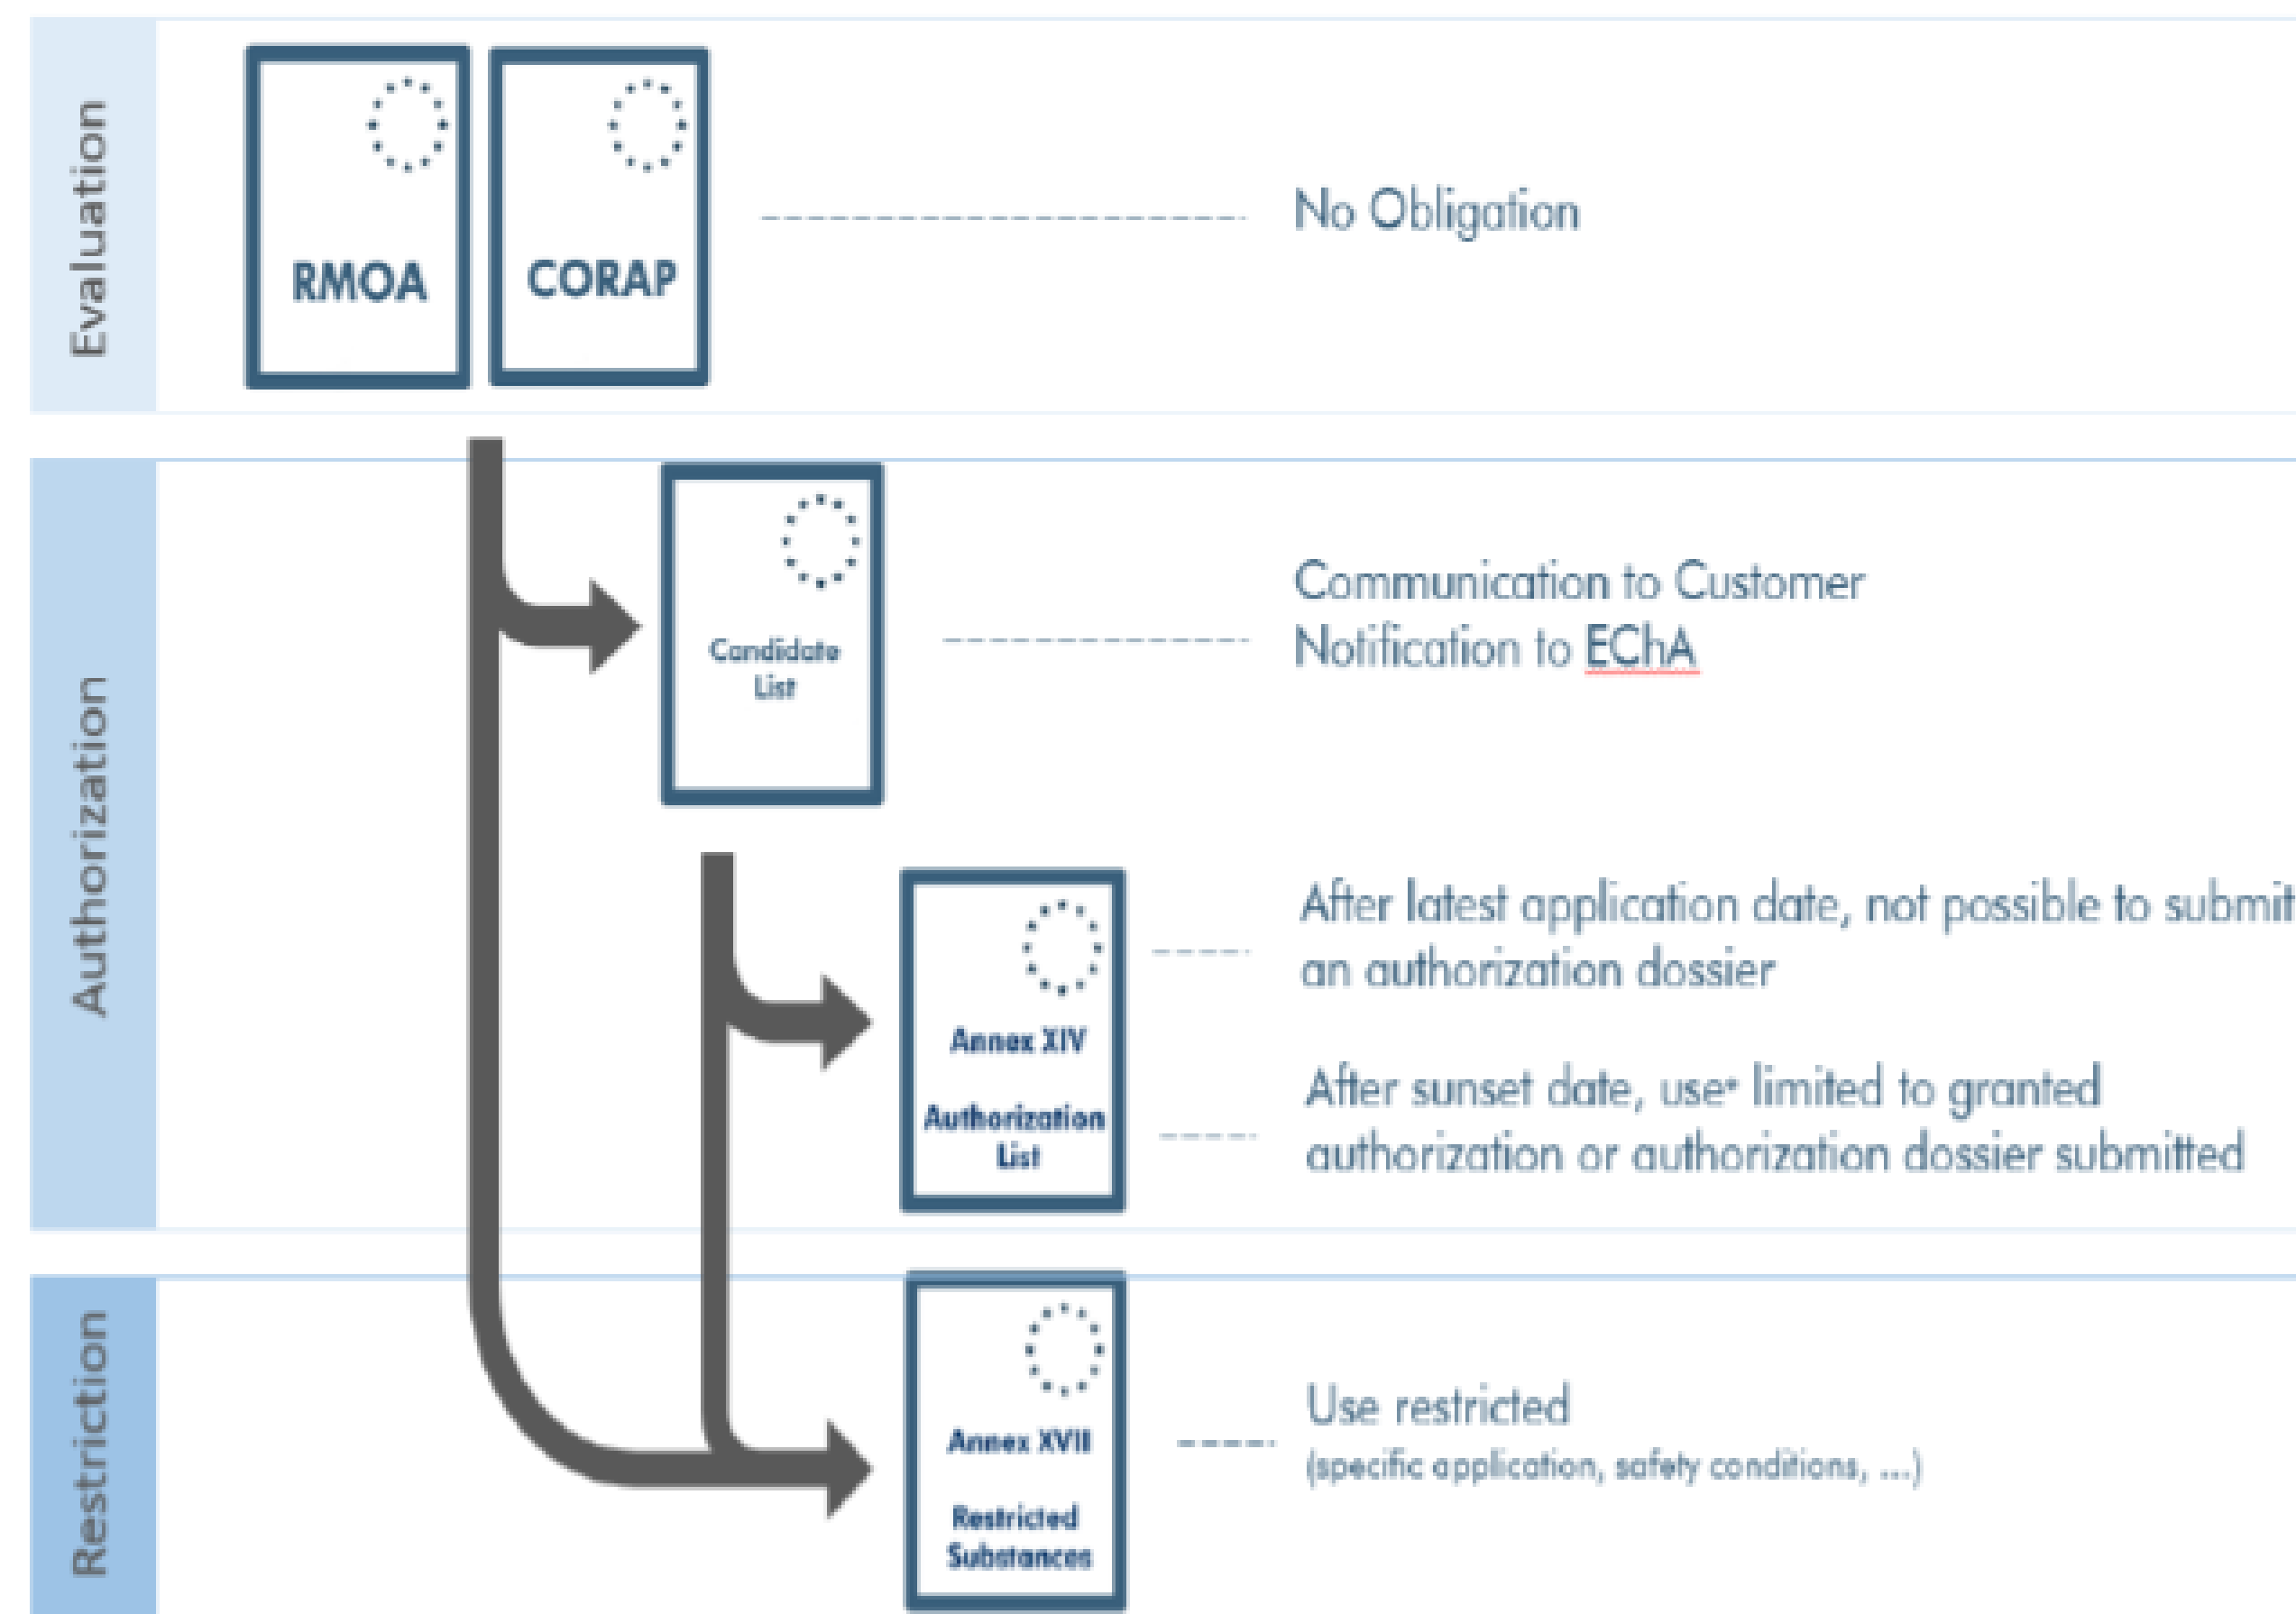 Evaluation
RMOA
CORAP
No Obligation
Authorization
Candidate
List
Communication to Customer
Notification to EChA
Annex XIV
Authorization
List
After latest application date, not possible to submit
an authorization dossier
After sunset date, use* limited to granted
authorization or authorization dossier submitted
Restriction
Annex XVII
Restricted
Substances
Use restricted
(specific application, safety conditions, ...)